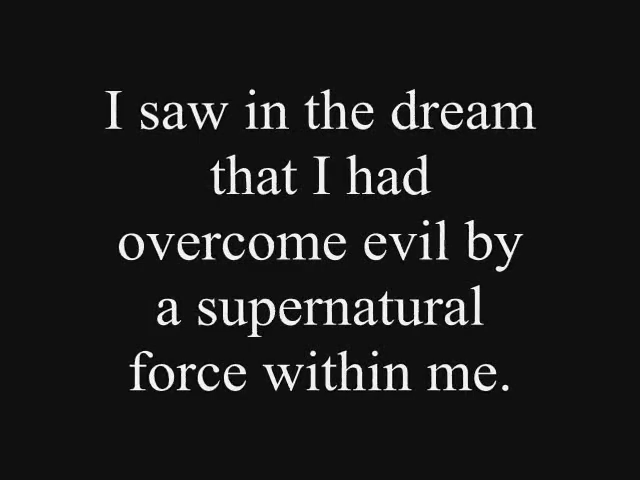 I saw in the dream
that I had
overcome evil by
a supernatural
force within me.